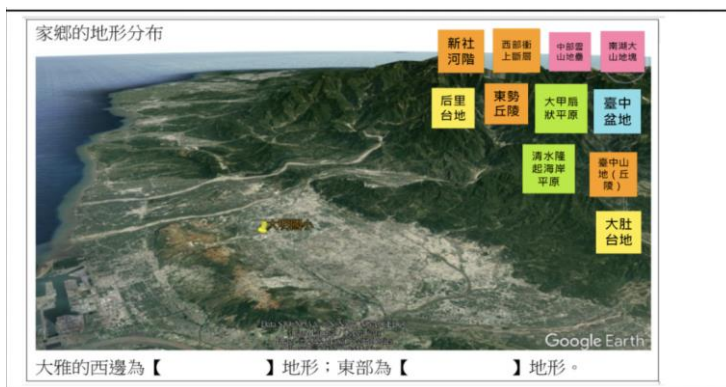 家鄉的地形分布
新社
河階
西部衝
上斷層
中部雪
山地壘
南湖大
山地塊
后里
台地
東勢
丘陵
大甲扇
狀平原
臺中
盆地
清水隆
起海岸
平原
臺中山
地(丘
陵)
大肚
台地
Google Earth
大雅的西邊為【 】地形;東部為【 】地形。